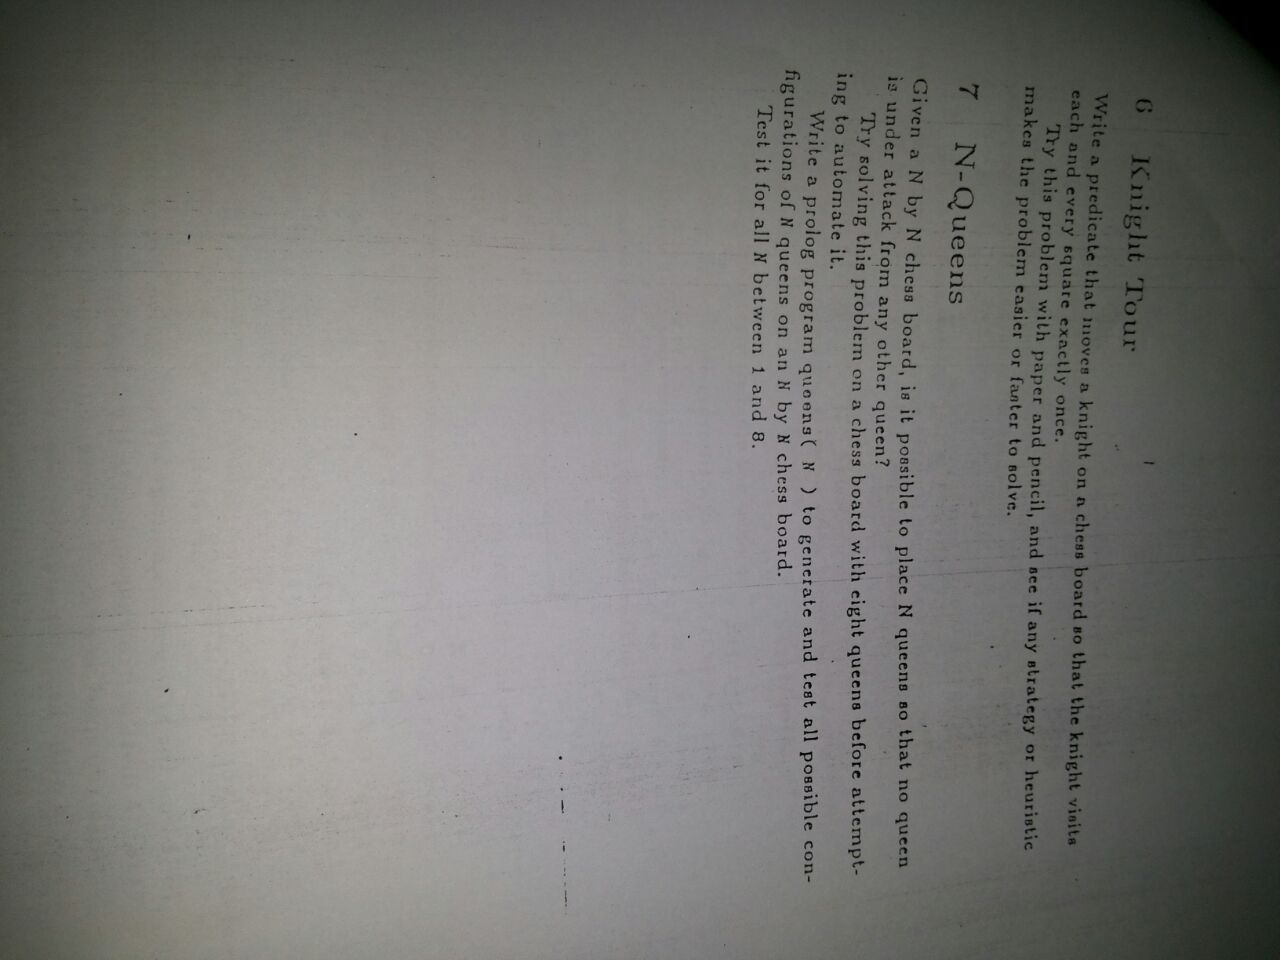 6 Knight Tour
Write a predicate that moves a knight on a chess board so that the knight visits
each and every square exactly once.
Try this problem with paper and pencil, and see if any strategy or heuristic
makes the problem easier or faster to solve.
7 N-Queens
Given a N by N chess board, is it possible to place N queens so that no queen
is under attack from any other queen?
Try solving this problem on a chess board with eight queens before attempt-
ing to automate it.
Write a prolog program queens( N ) to generate and test all possible con-
figurations of N queens on an N by N chess board.
Test it for all N between 1 and 8.